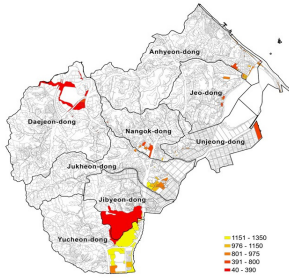 Anhyeon-dong
Jeo-dong
Daejeon-dong
Nangok-dong
Unjeong-dong
Jukheon-dong
Jibyeon-dong
Yucheon-dong
1151 - 1350
976 - 1150
801 - 975
391 - 800
40 - 390